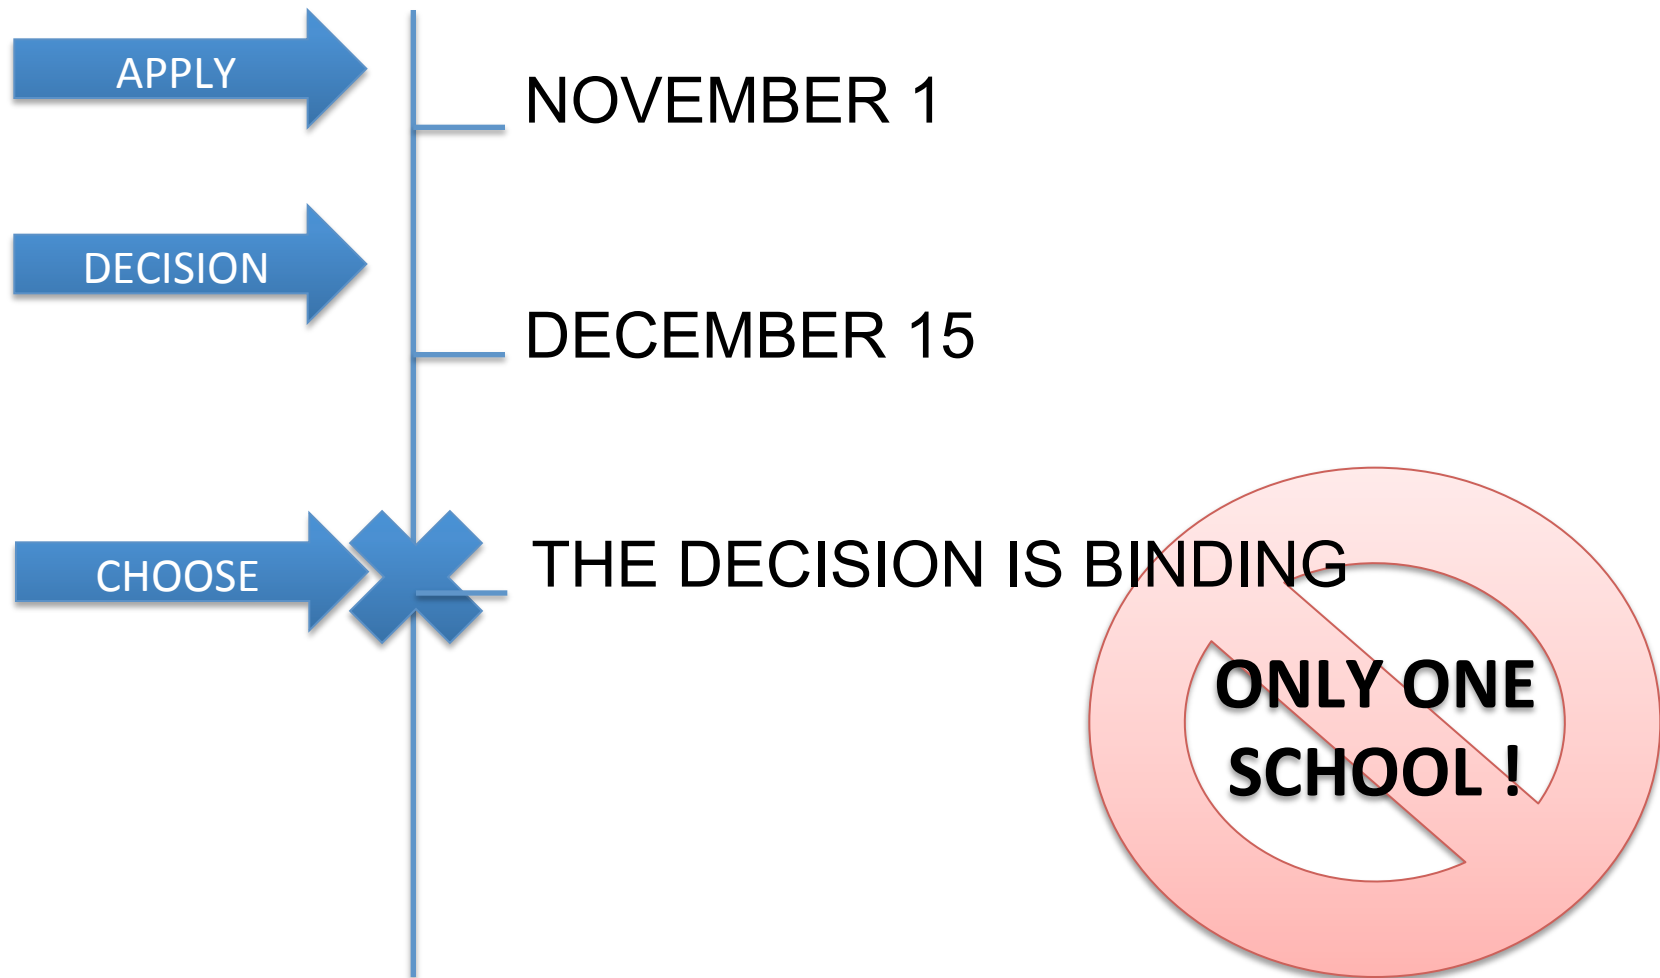 APPLY
NOVEMBER 1
DECISION
DECEMBER 15
CHOOSE
THE DECISION IS BINDING
ONLY ONE
SCHOOL !